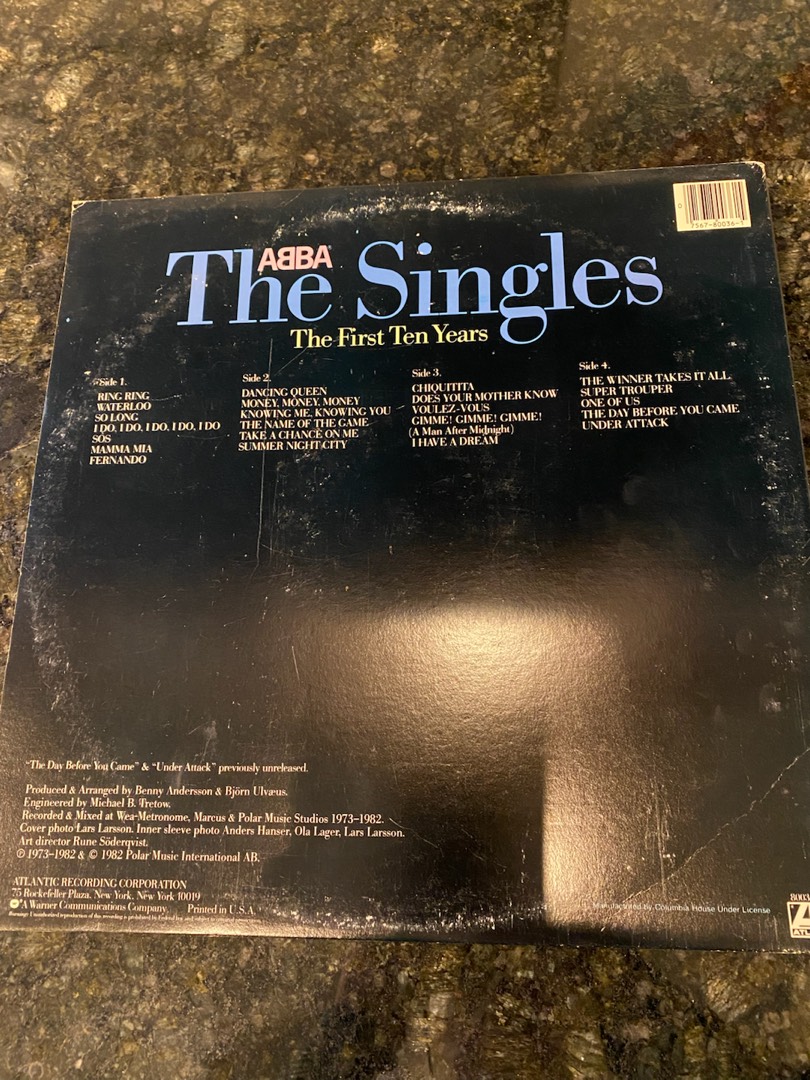 0
7567-80036-1
ABBA®
The Singles
The First Ten Years
Side 1.
RING RING
WATERLOO
SO LONG
I DO, I DO, I DO, I DO, I DO
SOS
MAMMA MIA
FERNANDO
Side 2.
DANCING QUEEN
MONEY, MONEY, MONEY
KNOWING ME, KNOWING YOU
THE NAME OF THE GAME
TAKE A CHANCE ON ME
SUMMER NIGHT CITY
Side 3.
CHIQUITITA
DOES YOUR MOTHER KNOW
VOULEZ-VOUS
GIMME! GIMME! GIMME!
(A Man After Midnight)
I HAVE A DREAM
Side 4.
THE WINNER TAKES IT ALL
SUPER TROUPER
ONE OF US
THE DAY BEFORE YOU CAME
UNDER ATTACK
"The Day Before You Came" & "Under Attack" previously unreleased.
Produced & Arranged by Benny Andersson & Björn Ulvæus.
Engineered by Michael B. Tretow.
Recorded & Mixed at Wea-Metronome, Marcus & Polar Music Studios 1973-1982.
Cover photo Lars Larsson. Inner sleeve photo Anders Hanser, Ola Lager, Lars Larsson.
Art director Rune Söderqvist.
℗ 1973-1982 & © 1982 Polar Music International AB.
ATLANTIC RECORDING CORPORATION
75 Rockefeller Plaza, New York, New York 10019
A Warner Communications Company Printed in U.S.A.
Manufactured by Columbia House Under License